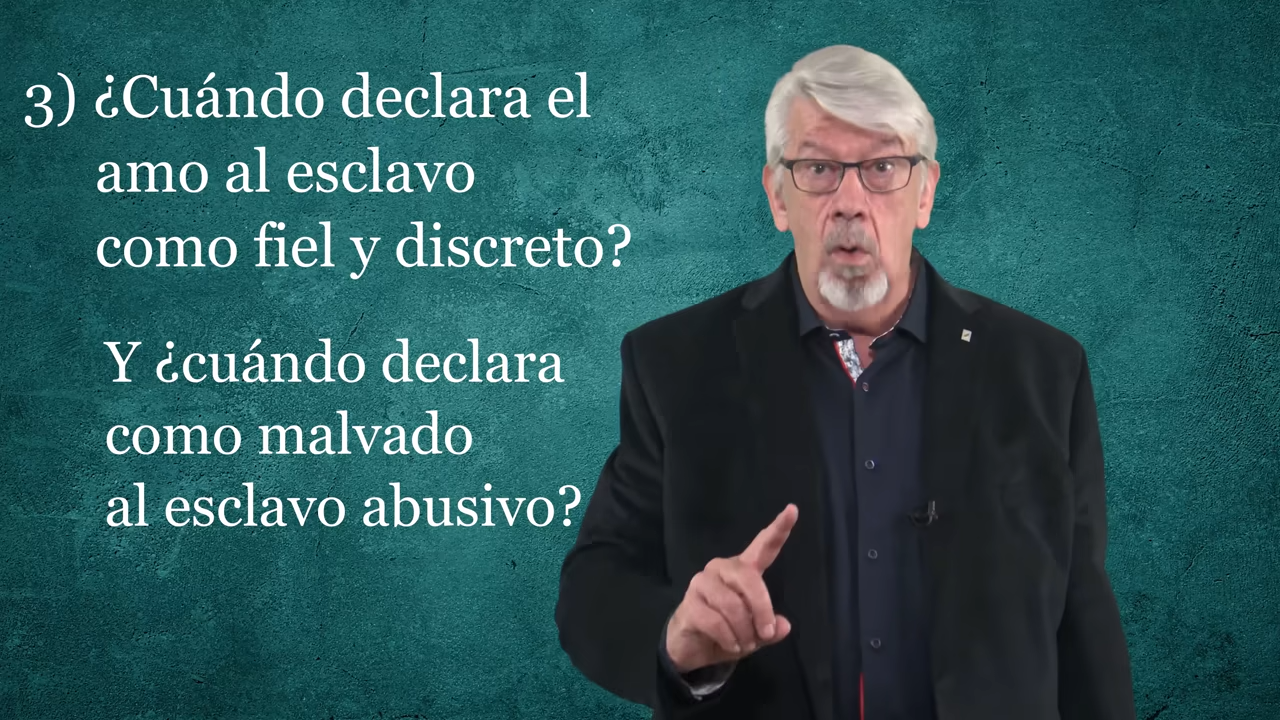 3) ¿Cuándo declara el
amo al esclavo
como fiel y discreto?
Y ¿cuándo declara
como malvado
al esclavo abusivo?